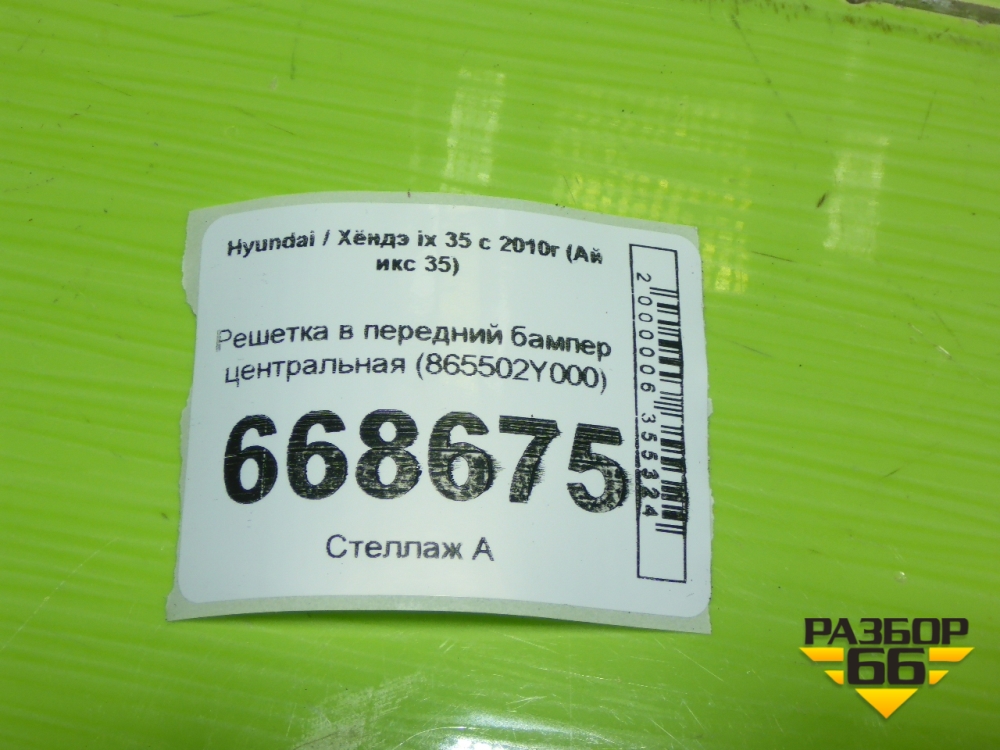 Hyundai / Хёндэ ix 35 с 2010г (Ай
икс 35)
Решетка в передний бампер
центральная (865502Y000)
668675
Стеллаж А
2000006355324
РАЗБОР
66